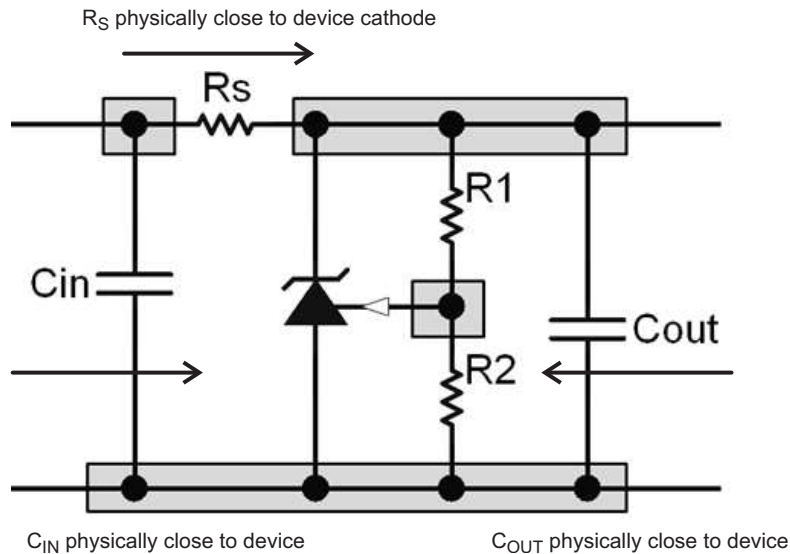 RS physically close to device cathode
Rs
R1
Cin
Cout
R2
CIN physically close to device
COUT physically close to device